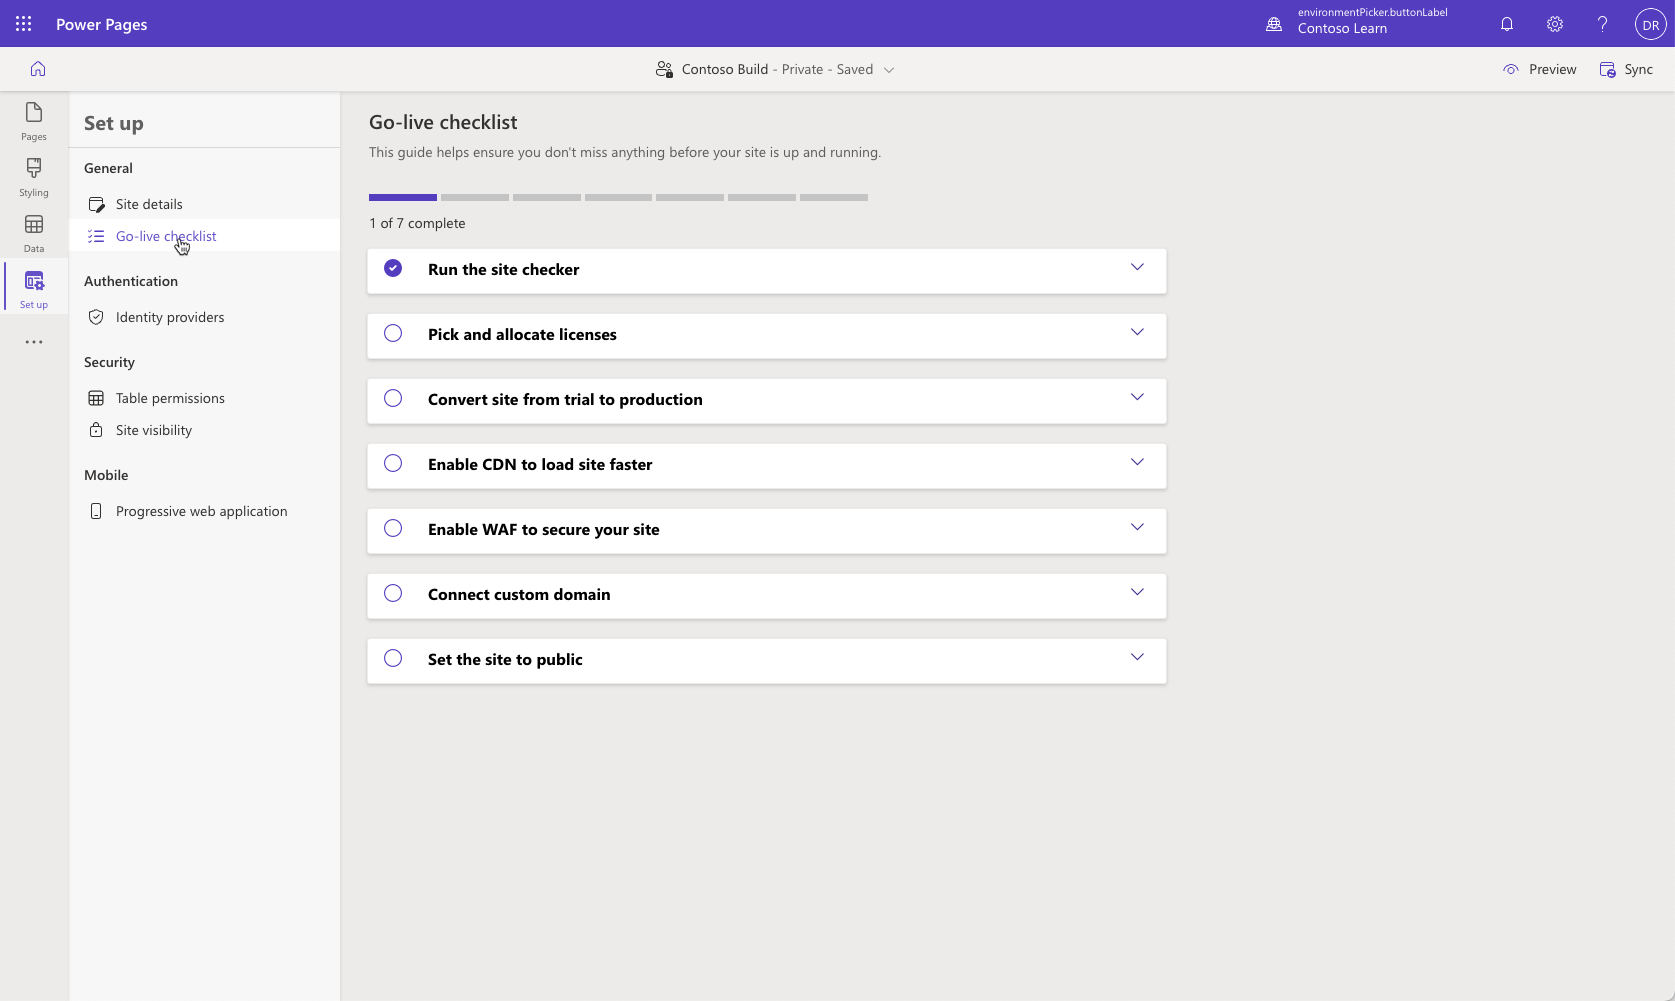 Power Pages
environmentPicker.buttonLabel
Contoso Learn
?
DR
Contoso Build - Private - Saved
Preview
Sync
Pages
Styling
Data
Set up
Set up
General
Site details
Go-live checklist
Authentication
Identity providers
Security
Table permissions
Site visibility
Mobile
Progressive web application
Go-live checklist
This guide helps ensure you don't miss anything before your site is up and running.
1 of 7 complete
Run the site checker
Pick and allocate licenses
Convert site from trial to production
Enable CDN to load site faster
Enable WAF to secure your site
Connect custom domain
Set the site to public